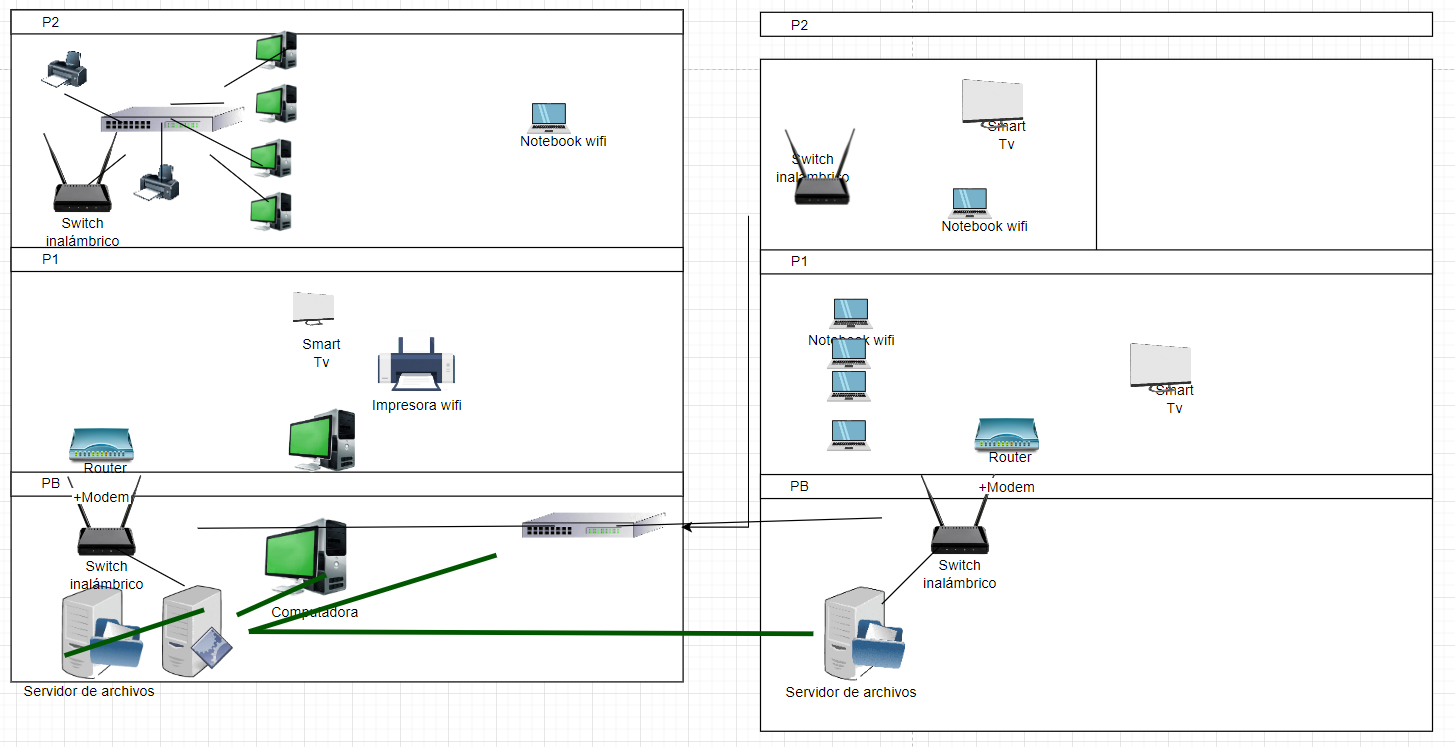 P2
Switch
inalámbrico
Notebook wifi
P1
Smart
Tv
Impresora wifi
Router
PB
+Modem
Switch
inalámbrico
Computadora
Servidor de archivos
P2
Switch
inalámbrico
Smart
Tv
Notebook wifi
P1
Notebook wifi
Smart
Tv
Router
PB
+Modem
Switch
inalámbrico
Servidor de archivos